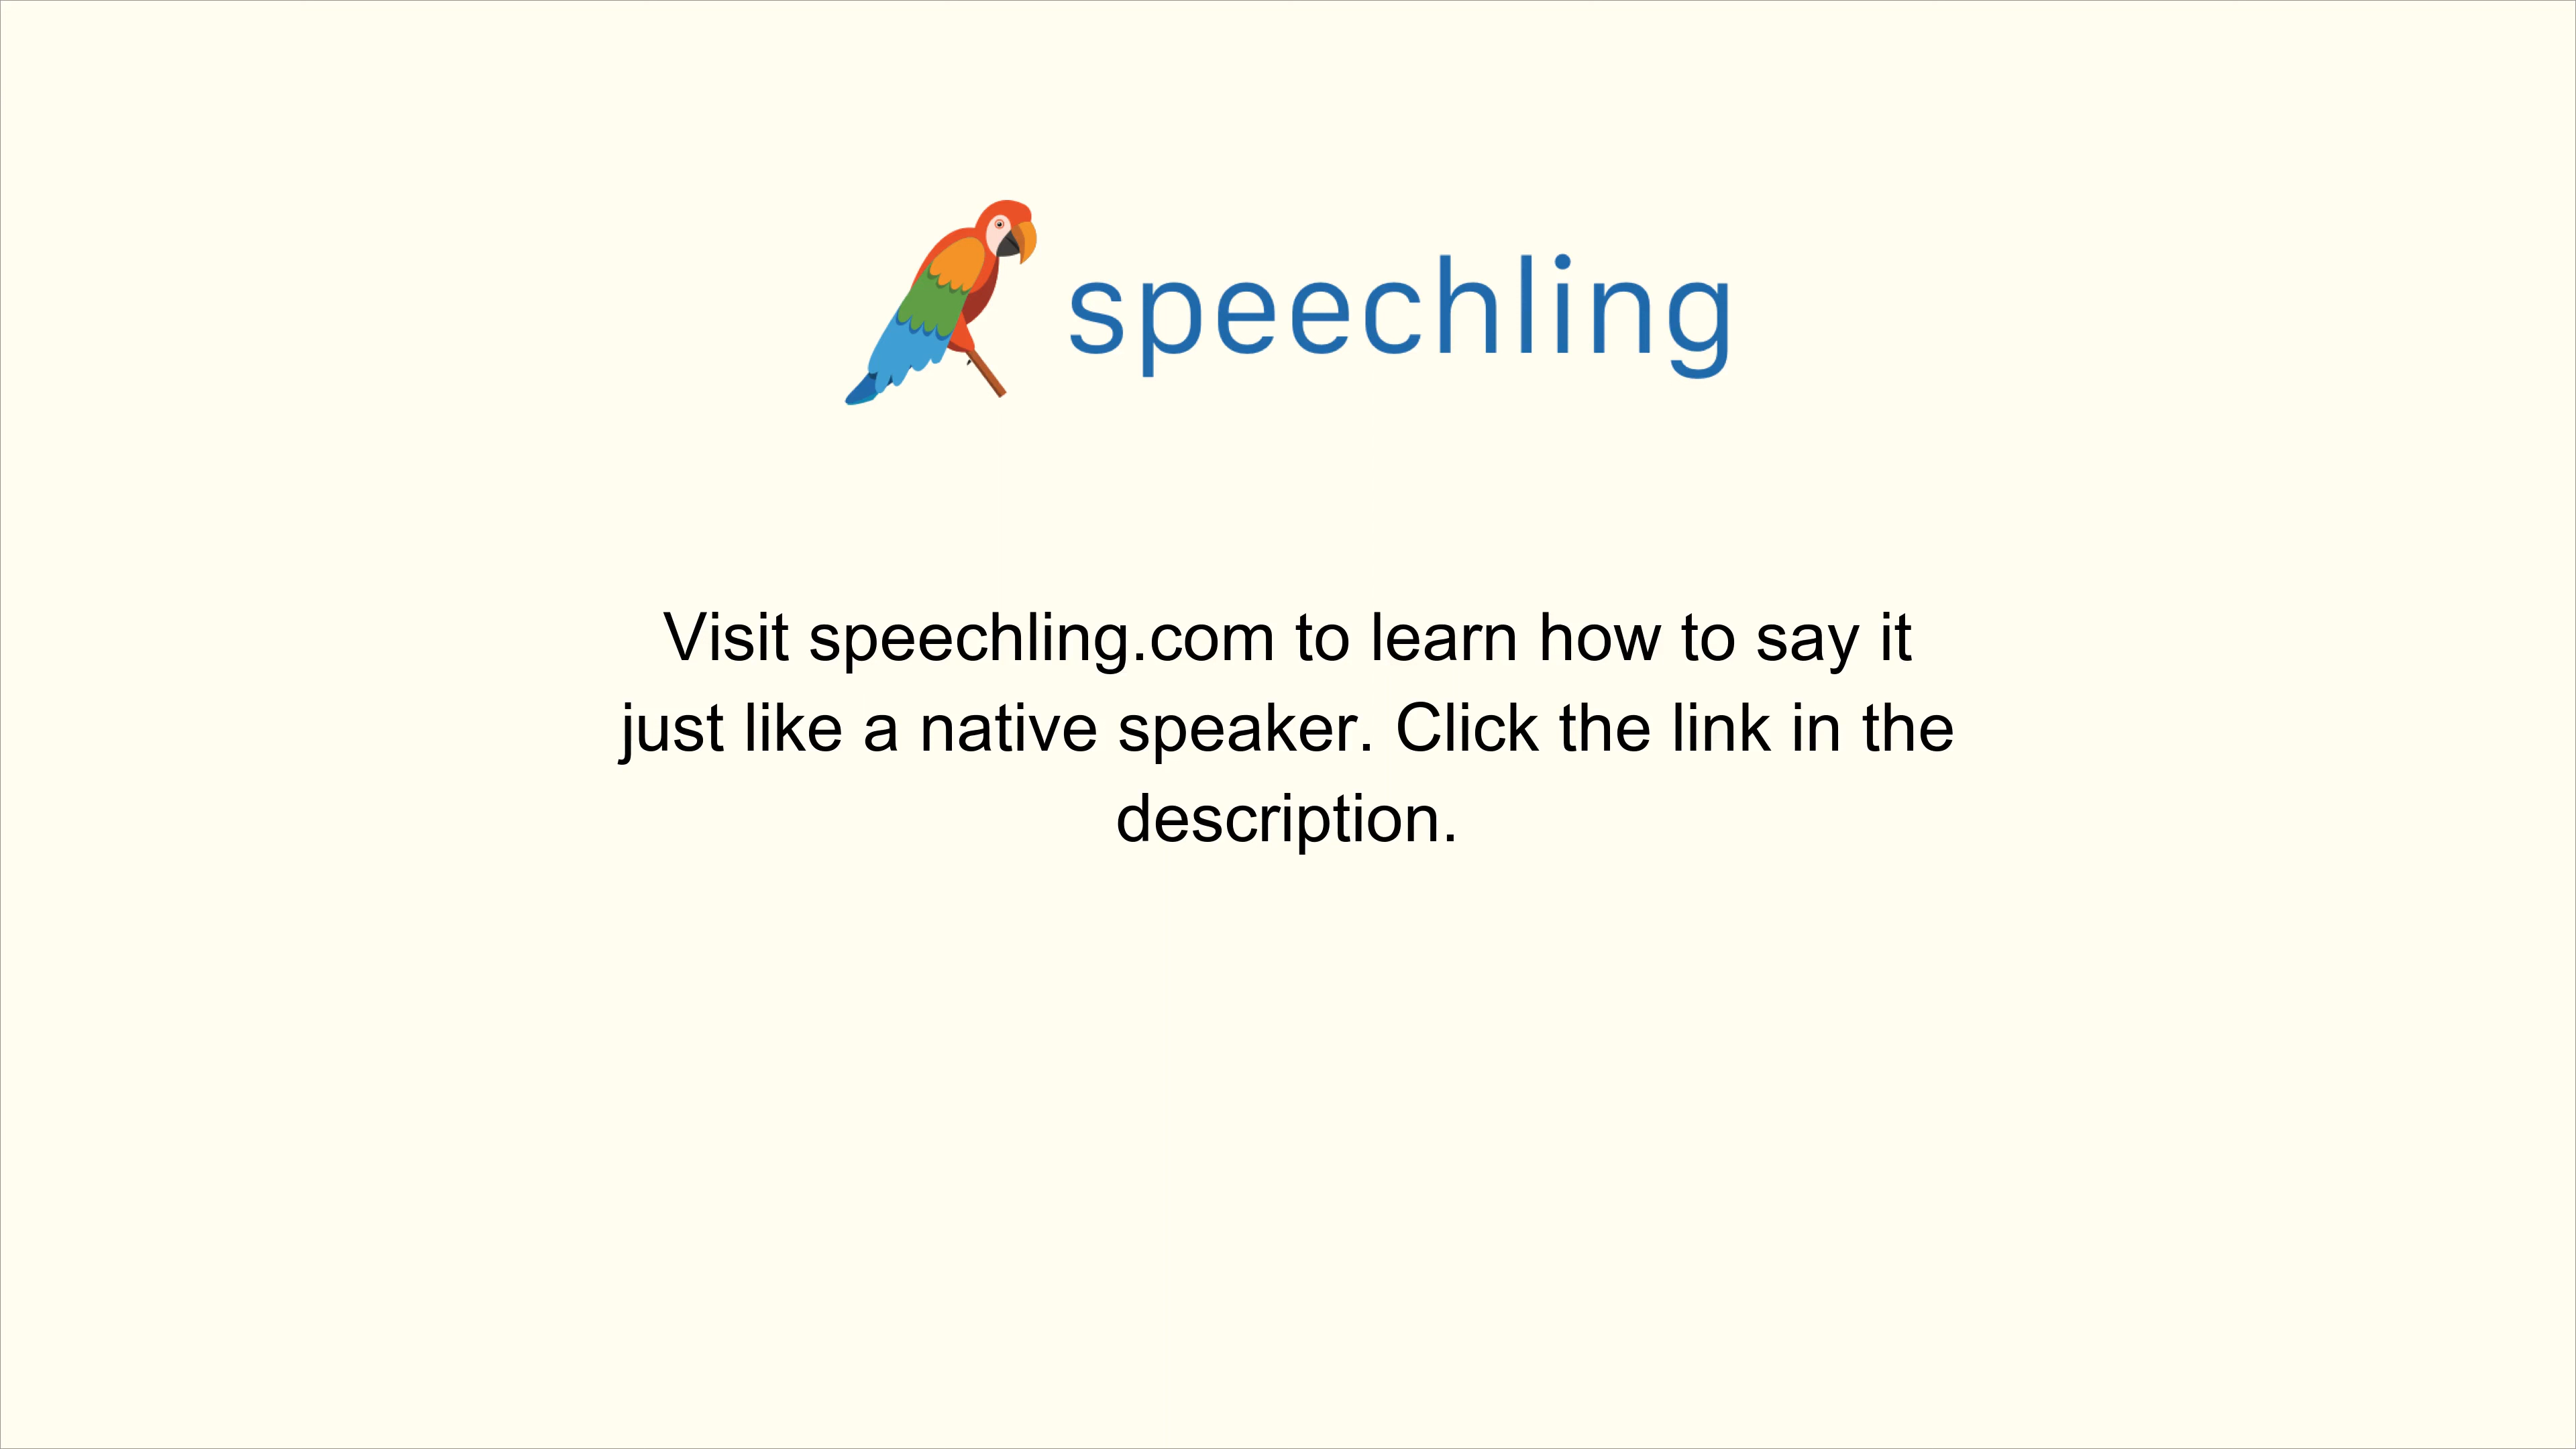 speechling
Visit speechling.com to learn how to say it
just like a native speaker. Click the link in the
description.